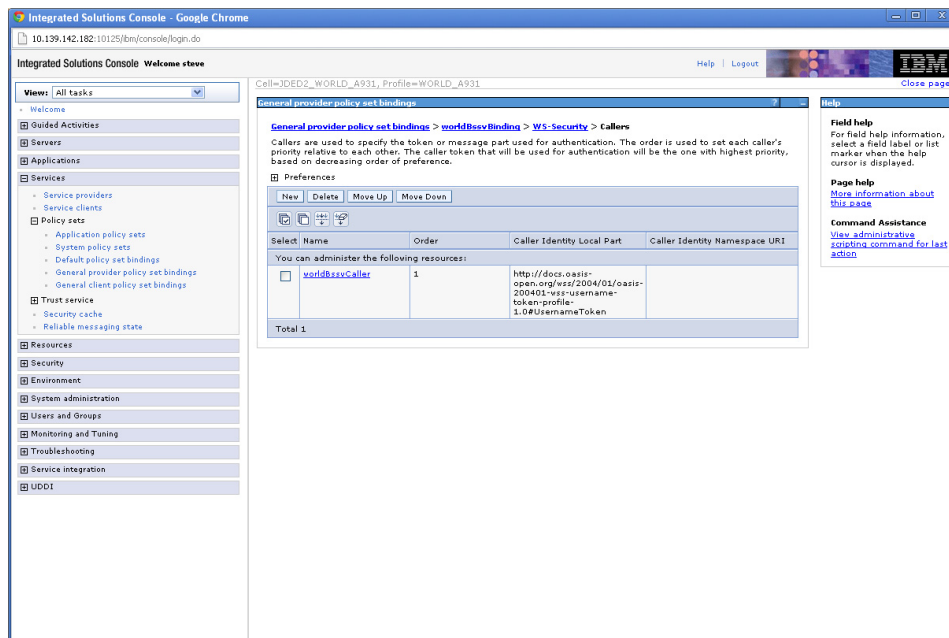 Integrated Solutions Console - Google Chrome
10.139.142.182:10125/ibm/console/login.do
Integrated Solutions Console Welcome steve
Help | Logout
IBM
Cell=JDED2_WORLD_A931, Profile=WORLD_A931
Close page
View: All tasks
Welcome
Guided Activities
Servers
Applications
Services
Service providers
Service clients
Policy sets
Application policy sets
System policy sets
Default policy set bindings
General provider policy set bindings
General client policy set bindings
Trust service
Security cache
Reliable messaging state
Resources
Security
Environment
System administration
Users and Groups
Monitoring and Tuning
Troubleshooting
Service integration
UDDI
General provider policy set bindings ? -
General provider policy set bindings > worldBssvBinding > WS-Security > Callers
Callers are used to specify the token or message part used for authentication. The order is used to set each caller's
priority relative to each other. The caller token that will be used for authentication will be the one with highest priority,
based on decreasing order of preference.
Preferences
New Delete Move Up Move Down
Select Name Order Caller Identity Local Part Caller Identity Namespace URI
You can administer the following resources:
worldBssvCaller 1 http://docs.oasis-
open.org/wss/2004/01/oasis-
200401-wss-username-
token-profile-
1.0#UsernameToken
Total 1
Help
Field help
For field help information,
select a field label or list
marker when the help
cursor is displayed.
Page help
More information about
this page
Command Assistance
View administrative
scripting command for last
action